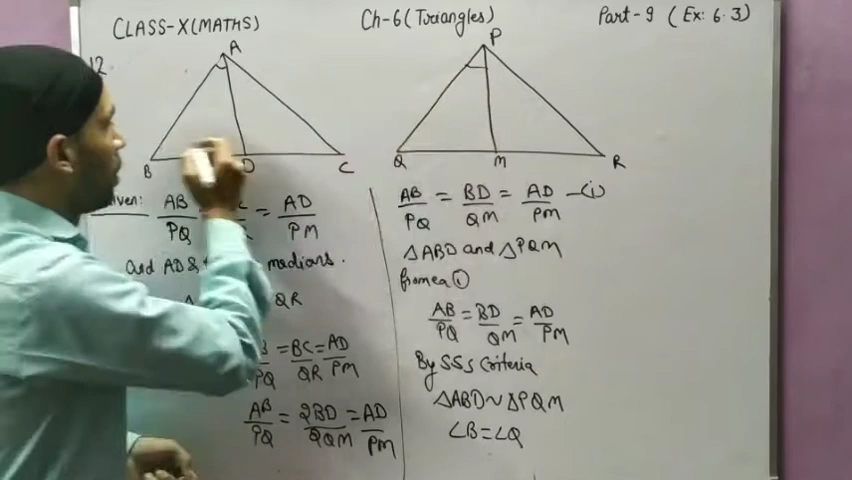 CLASS-X(MATHS) Ch-6(Triangles) Part-9 (Ex: 6.3)
12
A
B D C
P
Q M R
AB/PQ = AD/PM
and AD & medians.
QR
/PQ = BC/QR = AD/PM
AB/PQ = 2BD/2QM = AD/PM
AB/PQ = BD/QM = AD/PM —(i)
△ABD and △PQM
from eq ①
AB/PQ = BD/QM = AD/PM
By SSS Criteria
△ABD ~ △PQM
∠B = ∠Q